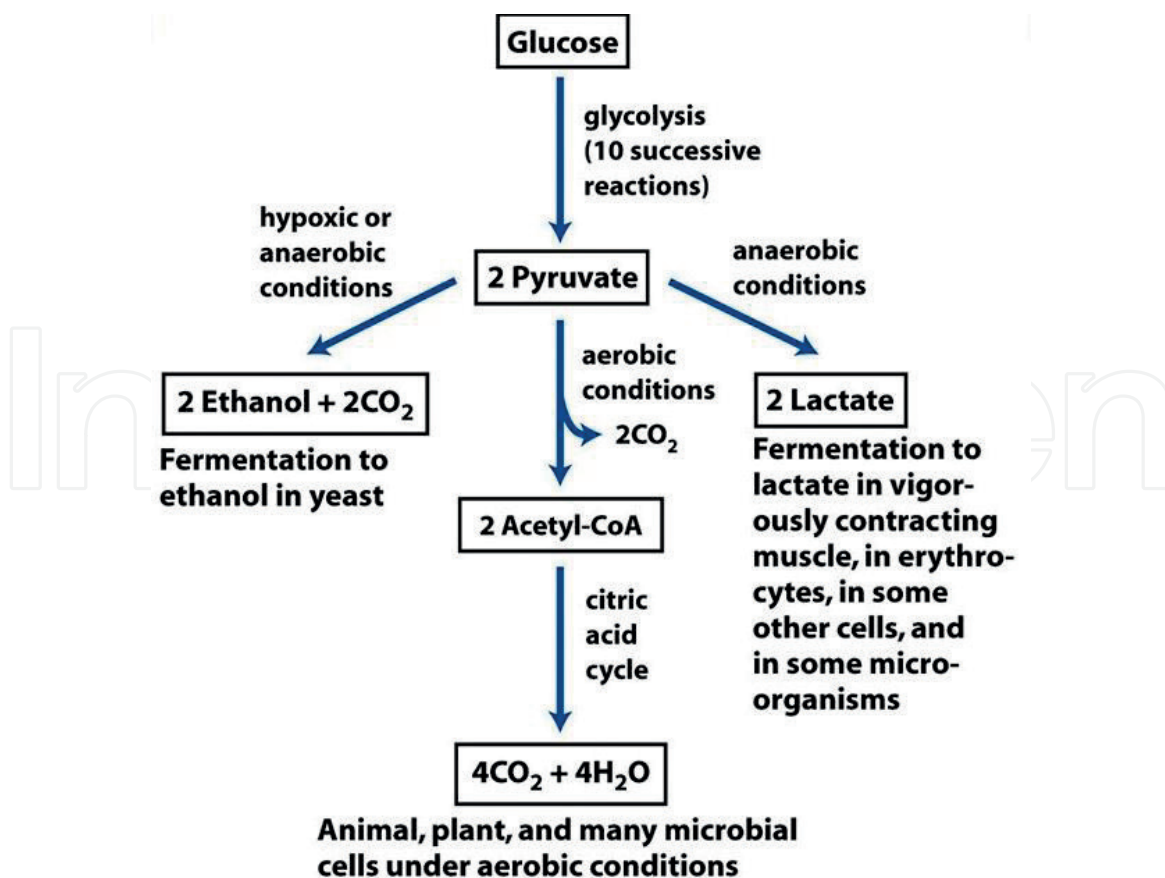 Glucose
glycolysis
(10 successive
reactions)
hypoxic or
anaerobic
conditions
2 Pyruvate
anaerobic
conditions
2 Ethanol + 2CO₂
Fermentation to
ethanol in yeast
aerobic
conditions
2CO₂
2 Lactate
Fermentation to
lactate in vigor-
ously contracting
muscle, in erythro-
cytes, in some
other cells, and
in some micro-
organisms
2 Acetyl-CoA
citric
acid
cycle
4CO₂ + 4H₂O
Animal, plant, and many microbial
cells under aerobic conditions